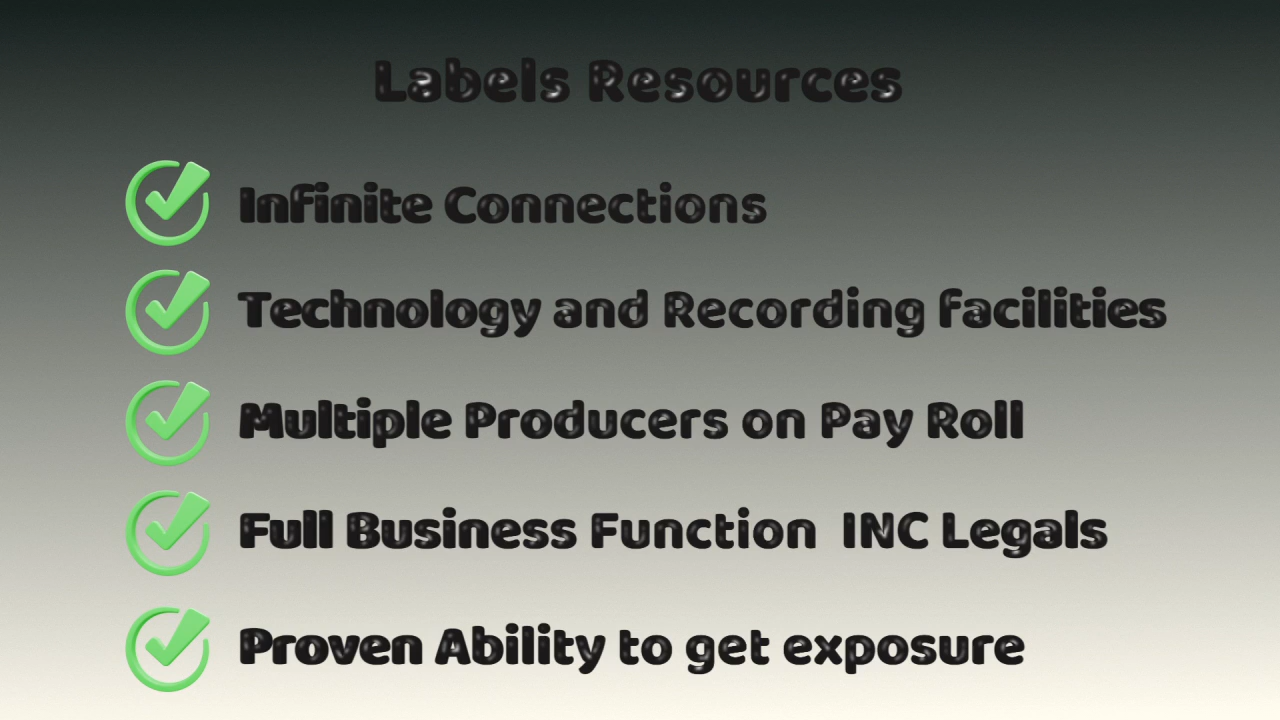 Labels Resources
Infinite Connections
Technology and Recording facilities
Multiple Producers on Pay Roll
Full Business Function  INC Legals
Proven Ability to get exposure